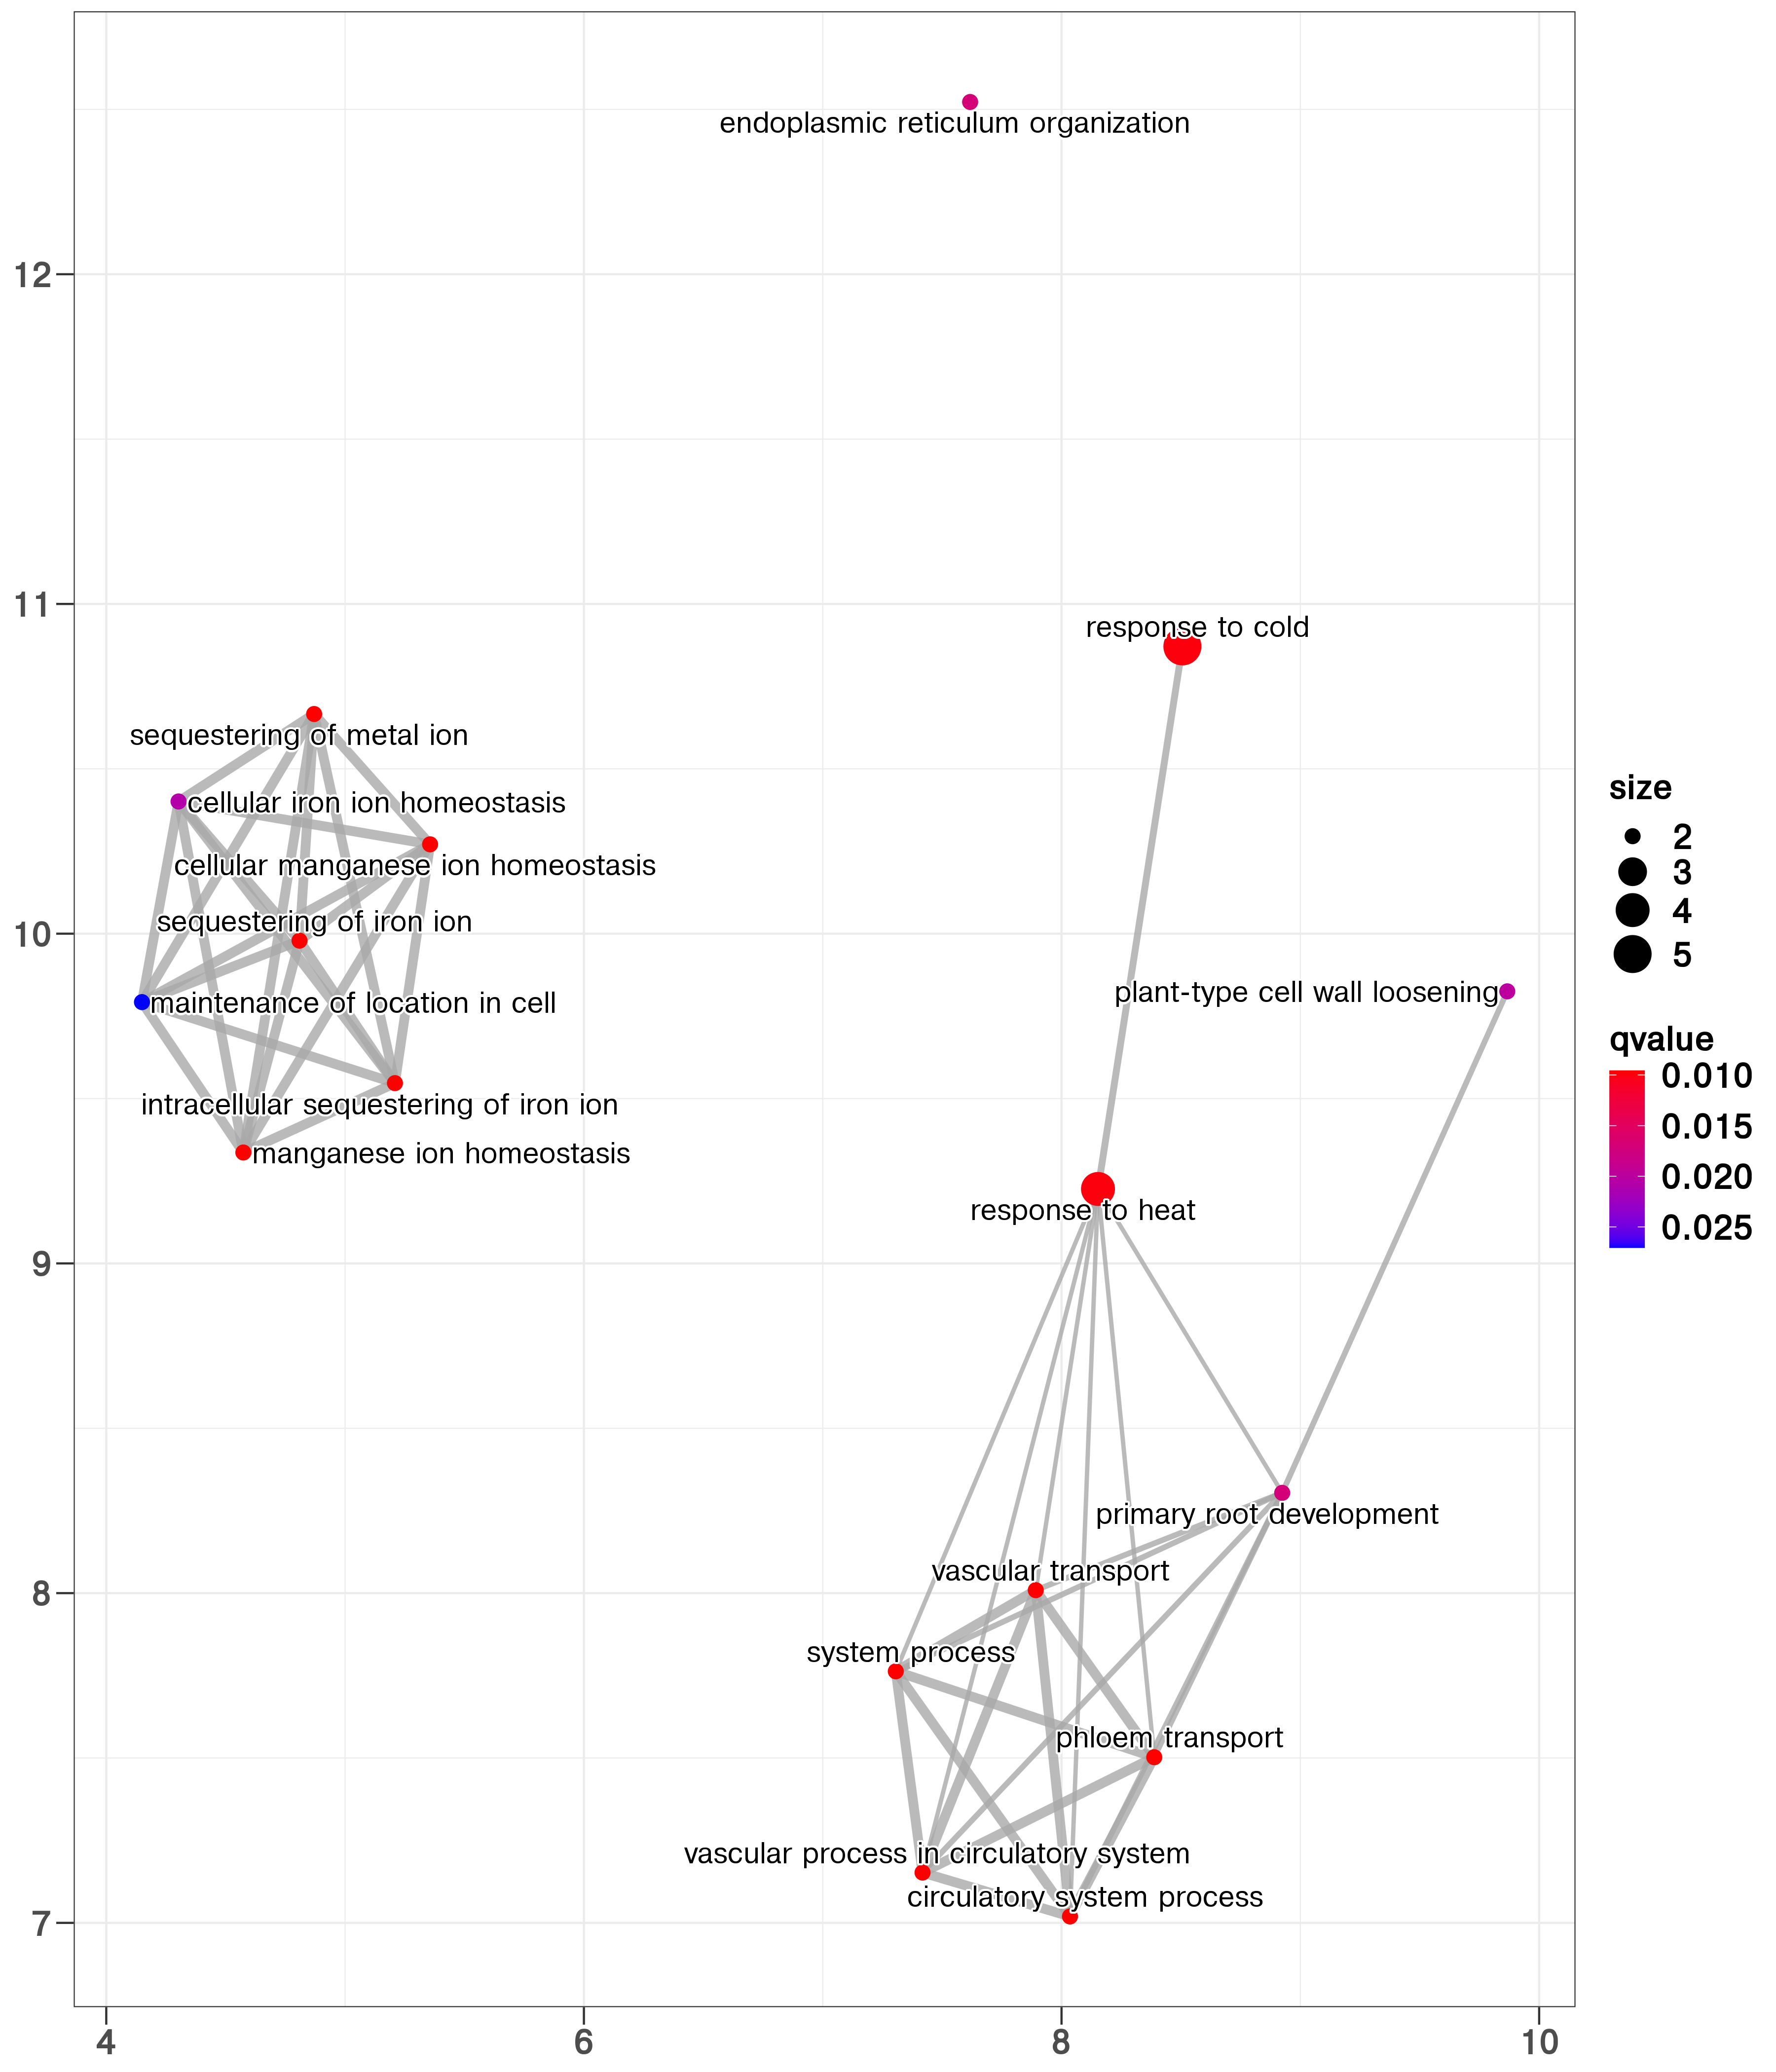 endoplasmic reticulum organization
12
11
response to cold
sequestering of metal ion
cellular iron ion homeostasis
cellular manganese ion homeostasis
sequestering of iron ion
10
maintenance of location in cell
plant-type cell wall loosening
intracellular sequestering of iron ion
manganese ion homeostasis
response to heat
9
primary root development
vascular transport
8
system process
phloem transport
vascular process in circulatory system
circulatory system process
7
4 6 8 10
size
2
3
4
5
qvalue
0.010
0.015
0.020
0.025